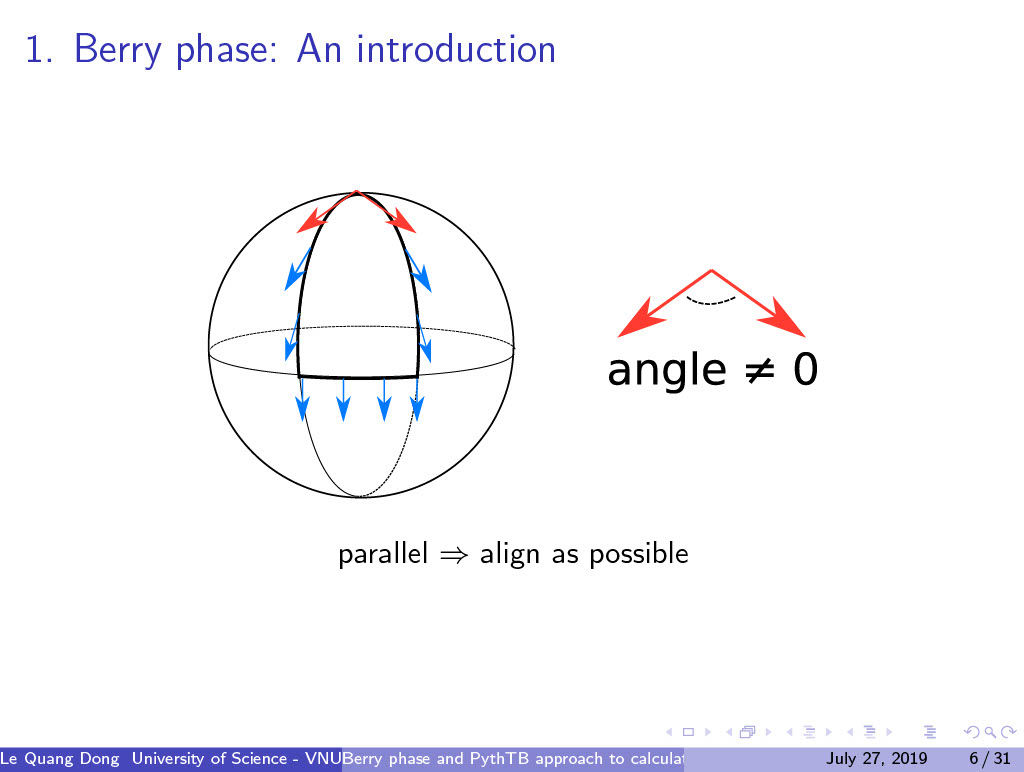 1. Berry phase: An introduction
angle ≠ 0
parallel ⇒ align as possible
Le Quang Dong University of Science - VNU Berry phase and PythTB approach to calculat July 27, 2019 6 / 31